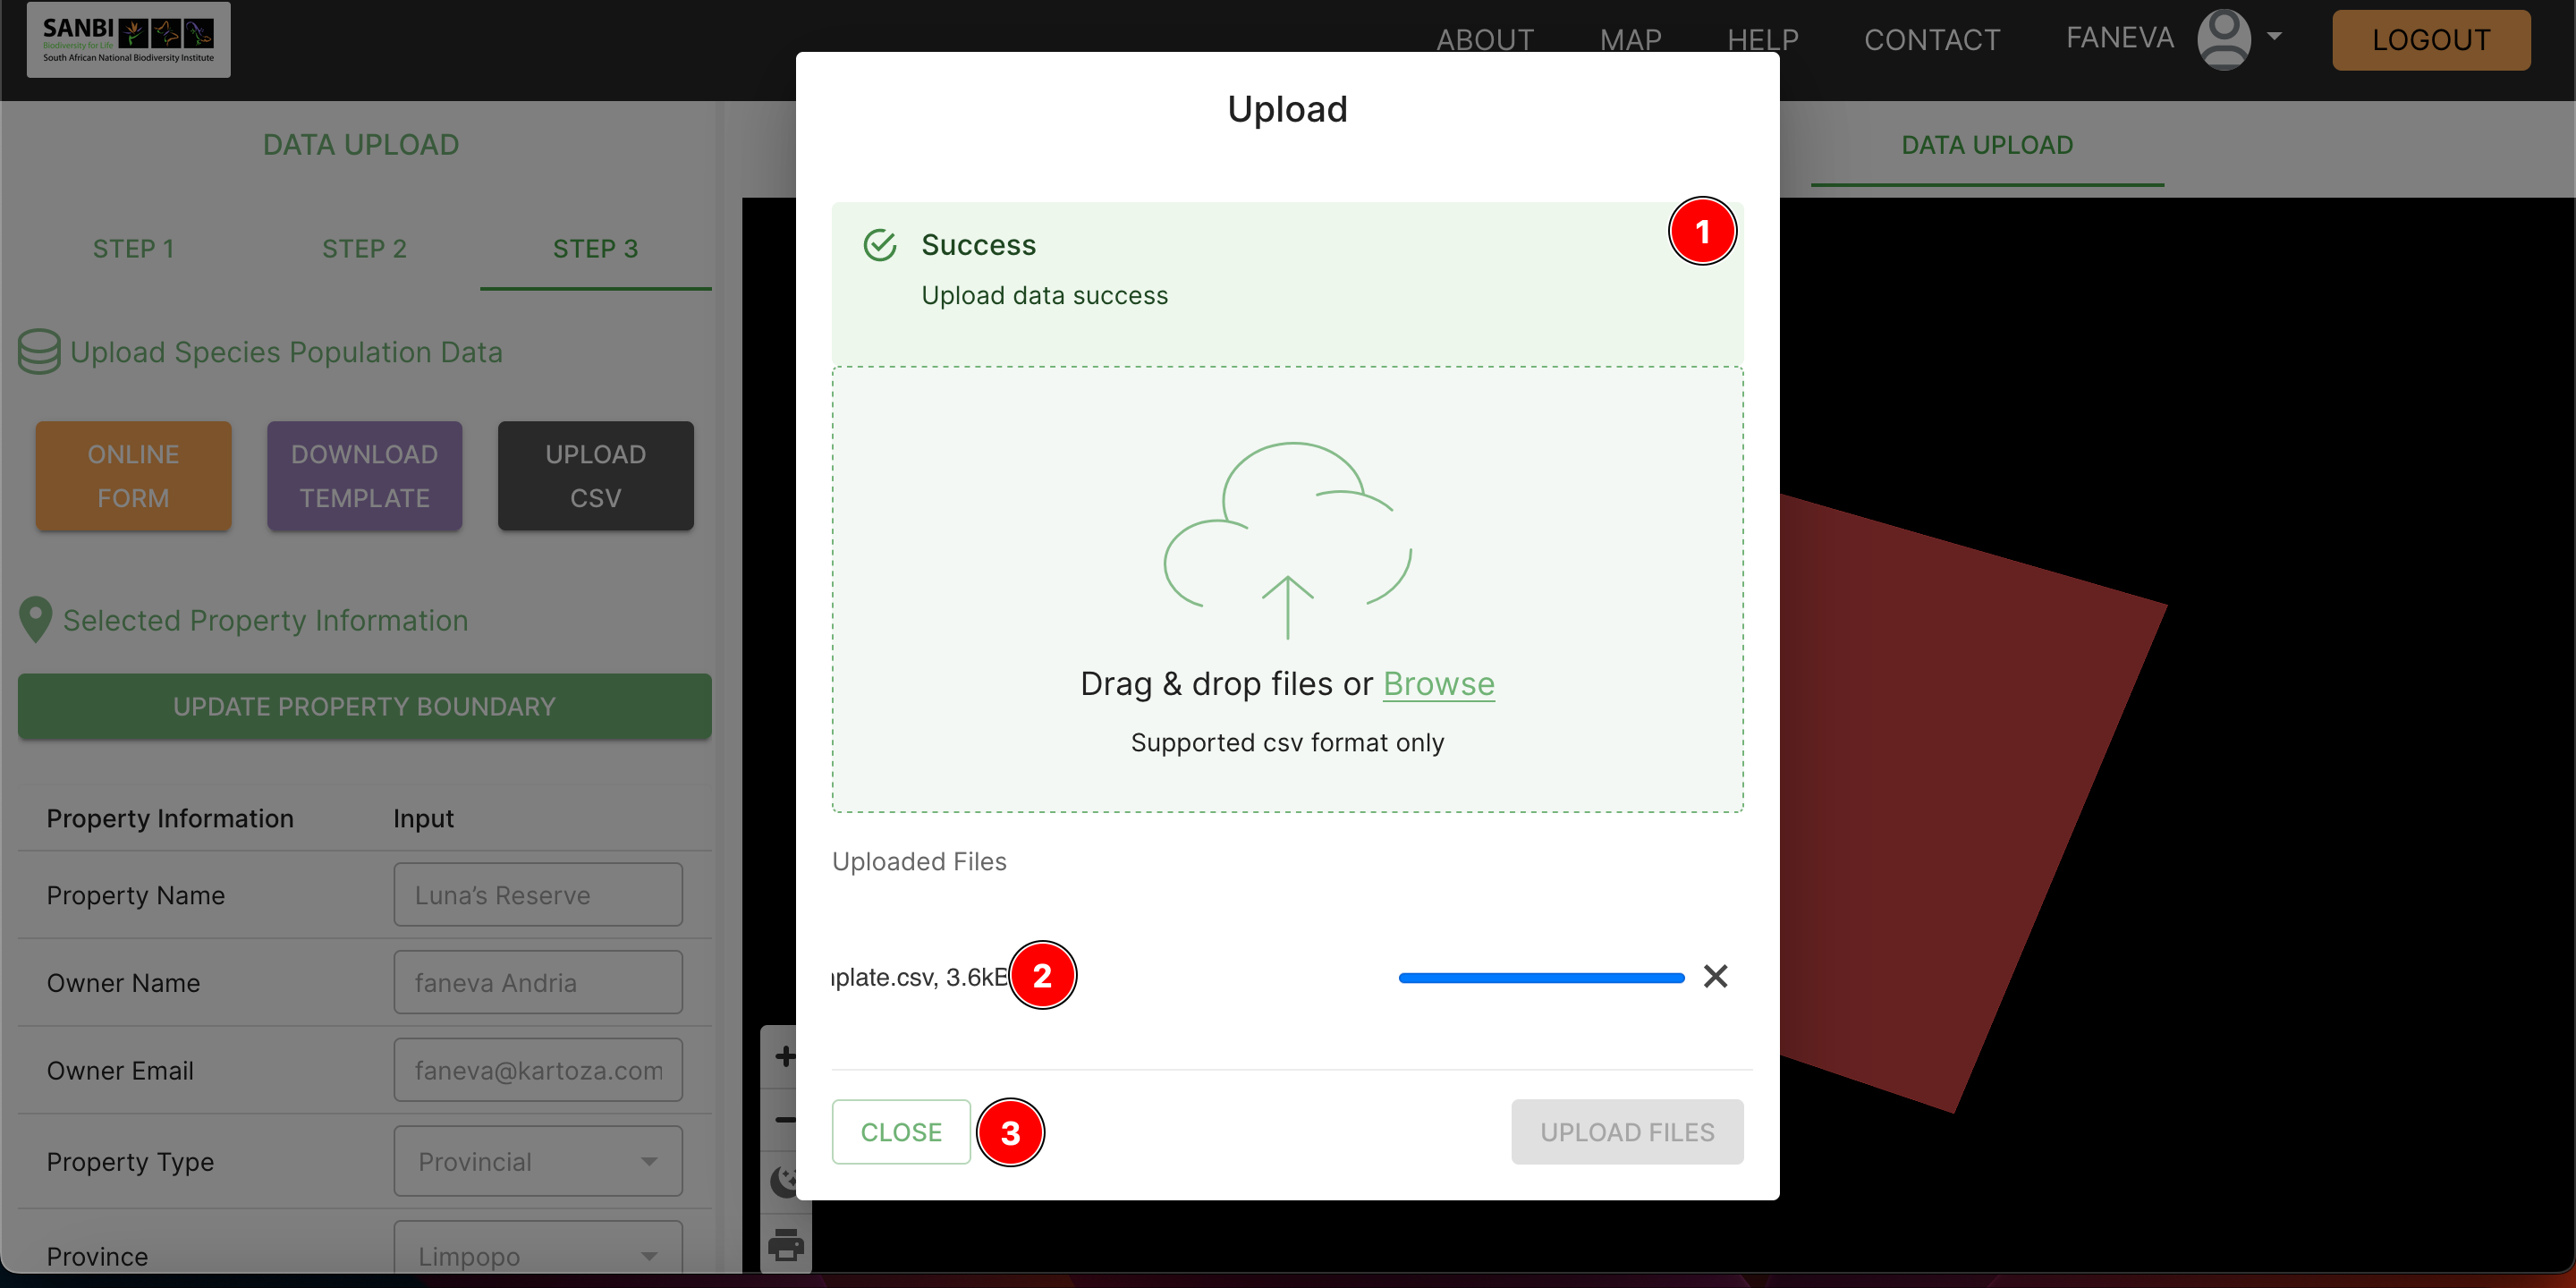 SANBI
Biodiversity for Life
South African National Biodiversity Institute
ABOUT
MAP
HELP
CONTACT
FANEVA
LOGOUT
DATA UPLOAD
STEP 1
STEP 2
STEP 3
Upload Species Population Data
ONLINE
FORM
DOWNLOAD
TEMPLATE
UPLOAD
CSV
Selected Property Information
UPDATE PROPERTY BOUNDARY
Property Information
Input
Property Name
Luna's Reserve
Owner Name
faneva Andria
Owner Email
faneva@kartoza.com
Property Type
Provincial
Province
Limpopo
DATA UPLOAD
Upload
1
Success
Upload data success
Drag & drop files or Browse
Supported csv format only
Uploaded Files
plate.csv, 3.6kB
2
CLOSE
3
UPLOAD FILES